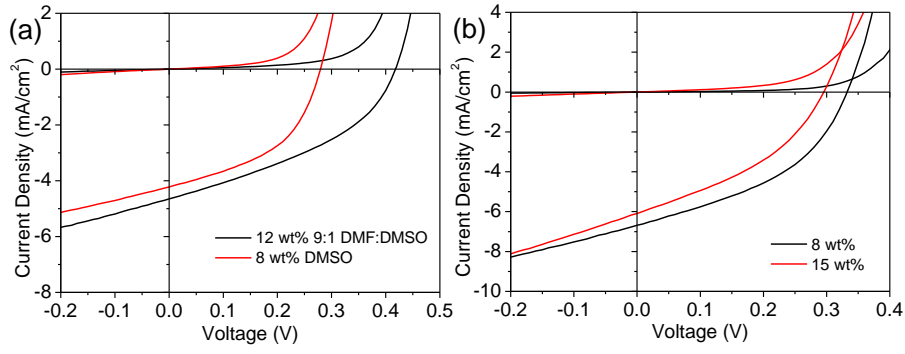 (a)
Current Density (mA/cm²)
4
2
0
-2
-4
-6
-8
12 wt% 9:1 DMF:DMSO
8 wt% DMSO
-0.2 -0.1 0.0 0.1 0.2 0.3 0.4 0.5
Voltage (V)
(b)
Current Density (mA/cm²)
4
2
0
-2
-4
-6
-8
-10
8 wt%
15 wt%
-0.2 -0.1 0.0 0.1 0.2 0.3 0.4
Voltage (V)